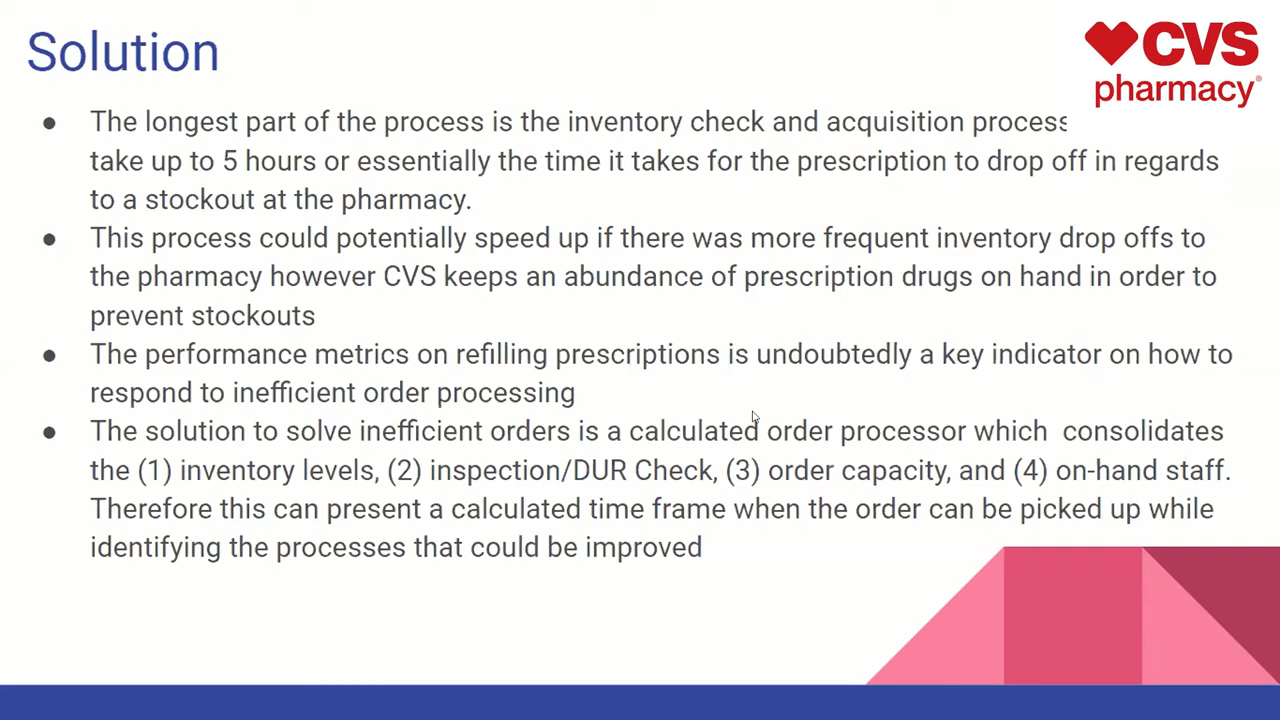 Solution
CVS
pharmacy®
● The longest part of the process is the inventory check and acquisition process
take up to 5 hours or essentially the time it takes for the prescription to drop off in regards
to a stockout at the pharmacy.
● This process could potentially speed up if there was more frequent inventory drop offs to
the pharmacy however CVS keeps an abundance of prescription drugs on hand in order to
prevent stockouts
● The performance metrics on refilling prescriptions is undoubtedly a key indicator on how to
respond to inefficient order processing
● The solution to solve inefficient orders is a calculated order processor which  consolidates
the (1) inventory levels, (2) inspection/DUR Check, (3) order capacity, and (4) on-hand staff.
Therefore this can present a calculated time frame when the order can be picked up while
identifying the processes that could be improved